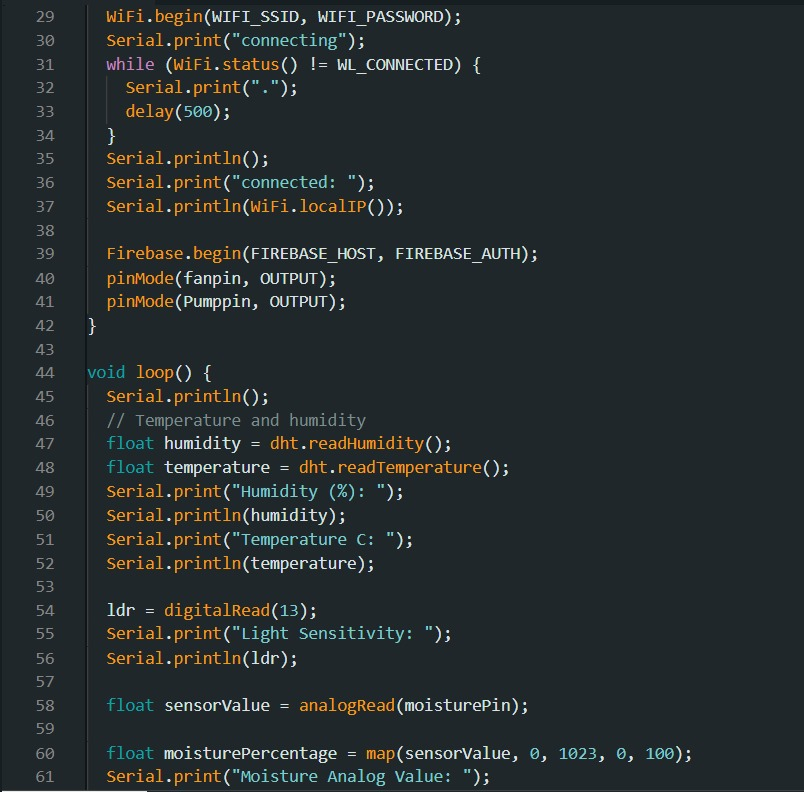 29 WiFi.begin(WIFI_SSID, WIFI_PASSWORD);
30 Serial.print("connecting");
31 while (WiFi.status() != WL_CONNECTED) {
32 Serial.print(".");
33 delay(500);
34 }
35 Serial.println();
36 Serial.print("connected: ");
37 Serial.println(WiFi.localIP());
38
39 Firebase.begin(FIREBASE_HOST, FIREBASE_AUTH);
40 pinMode(fanpin, OUTPUT);
41 pinMode(Pumppin, OUTPUT);
42 }
43
44 void loop() {
45 Serial.println();
46 // Temperature and humidity
47 float humidity = dht.readHumidity();
48 float temperature = dht.readTemperature();
49 Serial.print("Humidity (%): ");
50 Serial.println(humidity);
51 Serial.print("Temperature C: ");
52 Serial.println(temperature);
53
54 ldr = digitalRead(13);
55 Serial.print("Light Sensitivity: ");
56 Serial.println(ldr);
57
58 float sensorValue = analogRead(moisturePin);
59
60 float moisturePercentage = map(sensorValue, 0, 1023, 0, 100);
61 Serial.print("Moisture Analog Value: ");